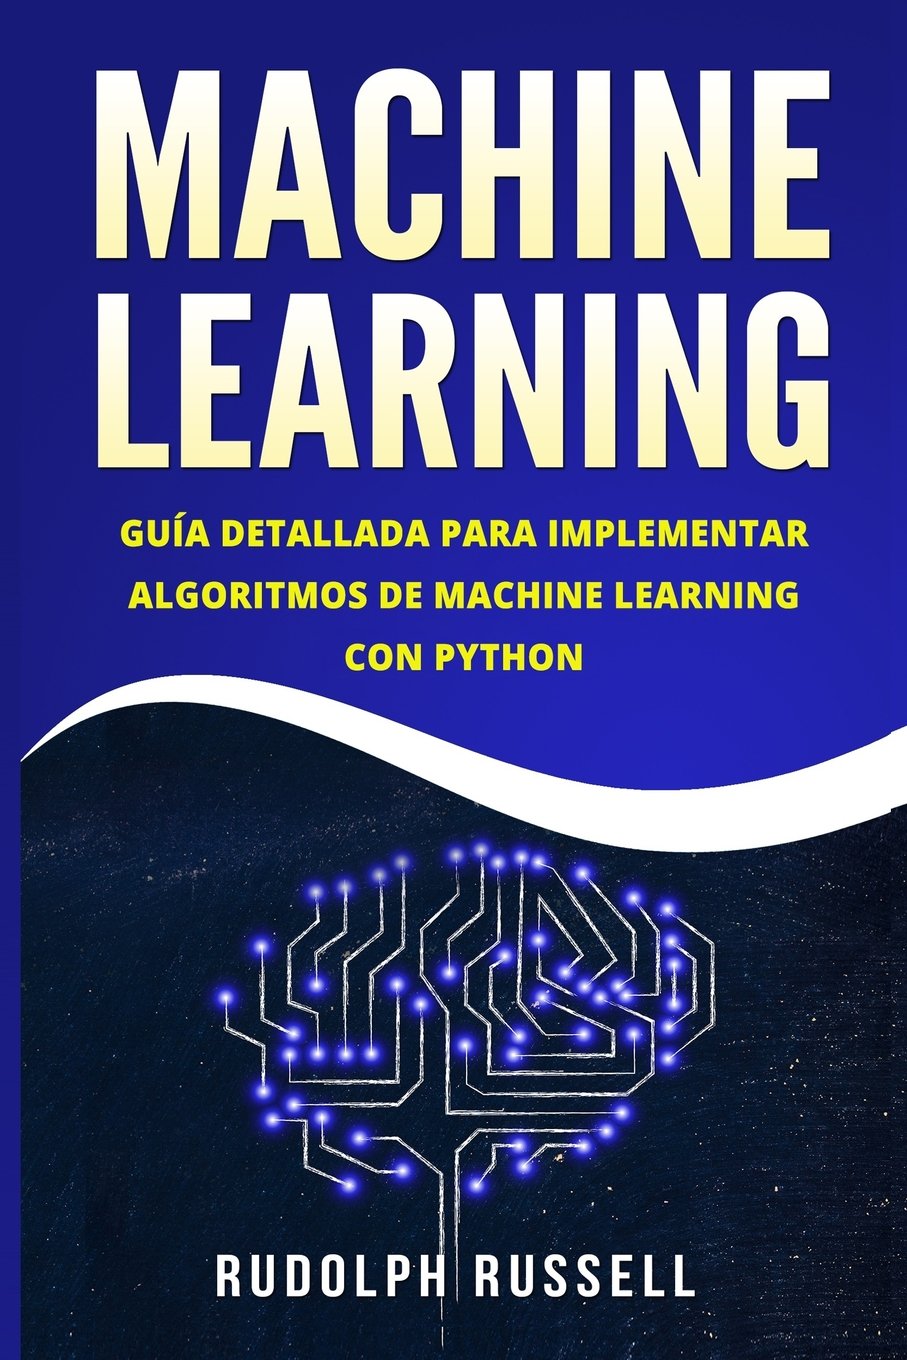 MACHINE
LEARNING
GUÍA DETALLADA PARA IMPLEMENTAR
ALGORITMOS DE MACHINE LEARNING
CON PYTHON
RUDOLPH RUSSELL